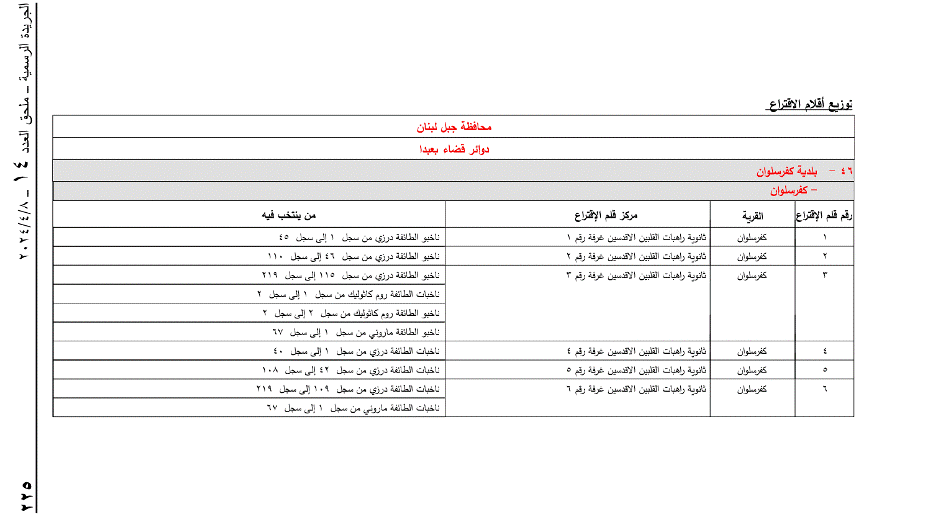 الجريدة الرسمية – ملحق العدد ١٤ – ٢٠٢٤/٤/٨
توزيع أقلام الاقتراع
محافظة جبل لبنان
دوائر قضاء بعبدا
٤٦ – بلدية كفرسلوان
– كفرسلوان
رقم قلم الإقتراع القرية مركز قلم الإقتراع من ينتخب فيه
١ كفرسلوان ثانوية راهبات القلبين الاقدسين غرفة رقم ١ ناخبو الطائفة درزي من سجل ١ إلى سجل ٤٥
٢ كفرسلوان ثانوية راهبات القلبين الاقدسين غرفة رقم ٢ ناخبو الطائفة درزي من سجل ٤٦ إلى سجل ١١٠
٣ كفرسلوان ثانوية راهبات القلبين الاقدسين غرفة رقم ٣ ناخبو الطائفة درزي من سجل ١١٥ إلى سجل ٢١٩
ناخبات الطائفة روم كاثوليك من سجل ١ إلى سجل ٢
ناخبو الطائفة روم كاثوليك من سجل ٢ إلى سجل ٢
ناخبو الطائفة ماروني من سجل ١ إلى سجل ٦٧
٤ كفرسلوان ثانوية راهبات القلبين الاقدسين غرفة رقم ٤ ناخبات الطائفة درزي من سجل ١ إلى سجل ٤٠
٥ كفرسلوان ثانوية راهبات القلبين الاقدسين غرفة رقم ٥ ناخبات الطائفة درزي من سجل ٤٢ إلى سجل ١٠٨
٦ كفرسلوان ثانوية راهبات القلبين الاقدسين غرفة رقم ٦ ناخبات الطائفة درزي من سجل ١٠٩ إلى سجل ٢١٩
ناخبات الطائفة ماروني من سجل ١ إلى سجل ٦٧
٢٢٥